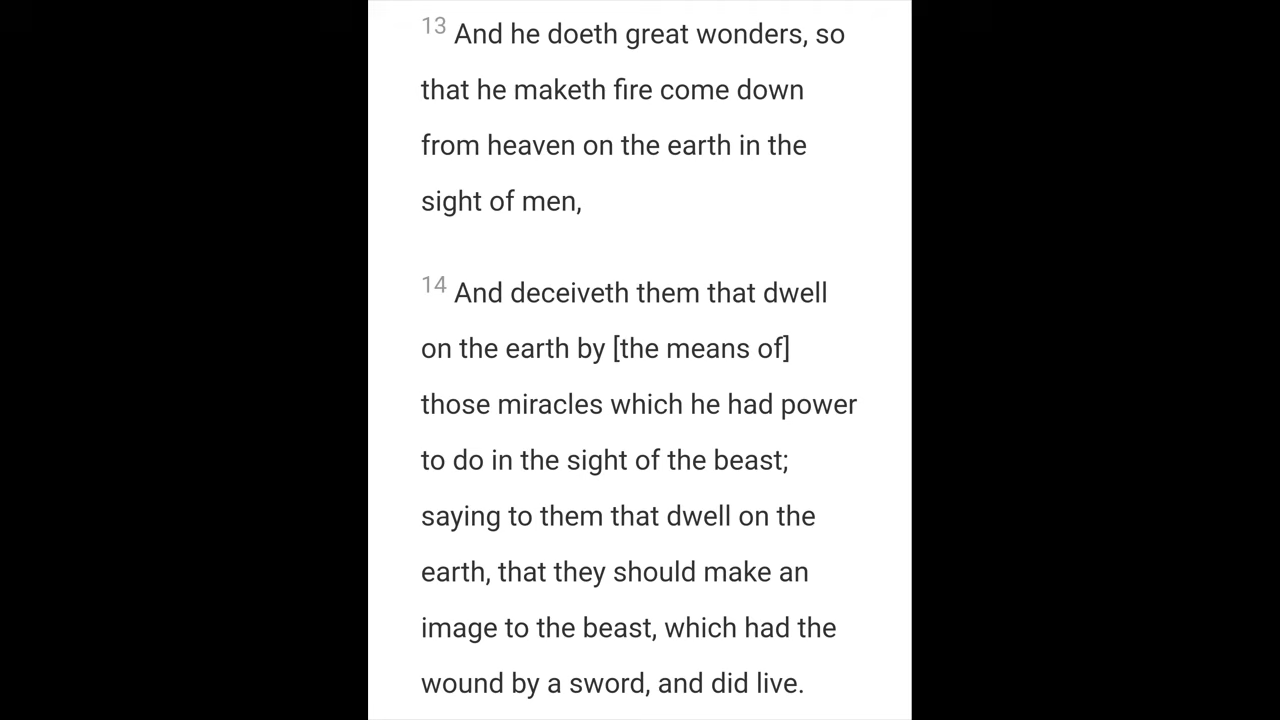 13 And he doeth great wonders, so
that he maketh fire come down
from heaven on the earth in the
sight of men,
14 And deceiveth them that dwell
on the earth by [the means of]
those miracles which he had power
to do in the sight of the beast;
saying to them that dwell on the
earth, that they should make an
image to the beast, which had the
wound by a sword, and did live.